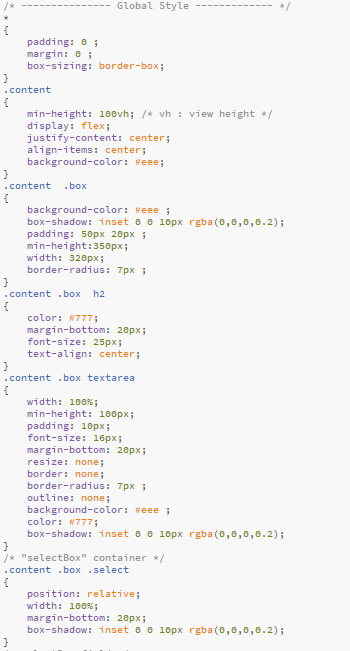 /* --------------- Global Style ------------- */
*
{
padding: 0 ;
margin: 0 ;
box-sizing: border-box;
}
.content
{
min-height: 100vh; /* vh : view height */
display: flex;
justify-content: center;
align-items: center;
background-color: #eee;
}
.content  .box
{
background-color: #eee ;
box-shadow: inset 0 0 10px rgba(0,0,0,0.2);
padding: 50px 20px ;
min-height:350px;
width: 320px;
border-radius: 7px ;
}
.content .box  h2
{
color: #777;
margin-bottom: 20px;
font-size: 25px;
text-align: center;
}
.content .box textarea
{
width: 100%;
min-height: 100px;
padding: 10px;
font-size: 16px;
margin-bottom: 20px;
resize: none;
border: none;
border-radius: 7px ;
outline: none;
background-color: #eee ;
color: #777;
box-shadow: inset 0 0 10px rgba(0,0,0,0.2);
}
/* "selectBox" container */
.content .box .select
{
position: relative;
width: 100%;
margin-bottom: 20px;
box-shadow: inset 0 0 10px rgba(0,0,0,0.2);
}